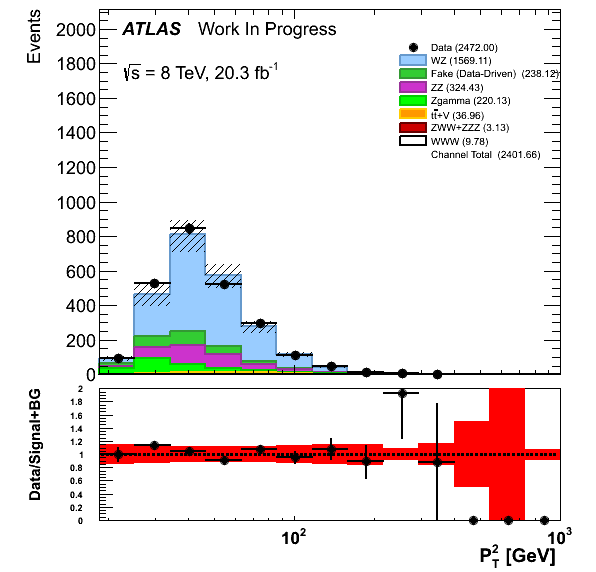 Events
2000
1800
1600
1400
1200
1000
800
600
400
200
0
ATLAS Work In Progress
√s = 8 TeV, 20.3 fb-1
Data (2472.00)
WZ (1569.11)
Fake (Data-Driven) (238.12)
ZZ (324.43)
Zgamma (220.13)
tt̄+V (36.96)
ZWW+ZZZ (3.13)
WWW (9.78)
Channel Total (2401.66)
Data/Signal+BG
2
1.8
1.6
1.4
1.2
1
0.8
0.6
0.4
0.2
0
10²
10³
P²T [GeV]